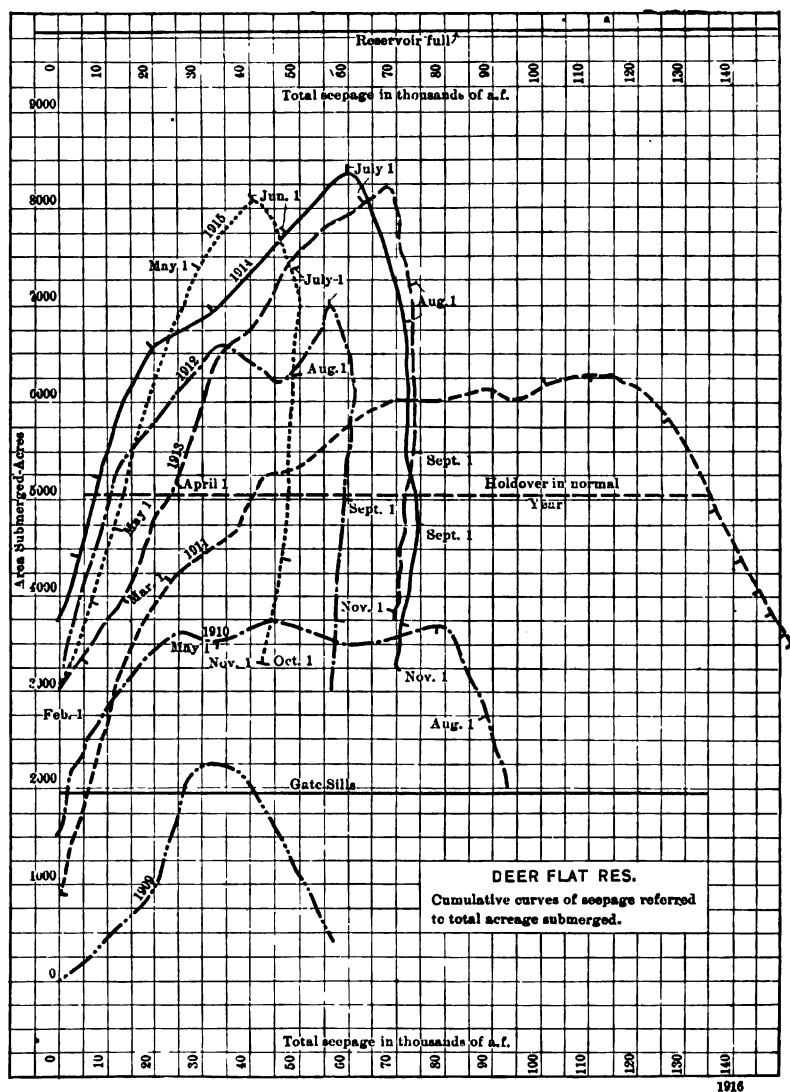 Reservoir full
0 10 20 30 40 50 60 70 80 90 100 110 120 130 140
Total seepage in thousands of a.f.
9000
8000
7000
6000
5000
4000
3000
2000
1000
0
Area Submerged-Acres
July 1
Jun. 1
1915
May 1
1914
July 1
Aug. 1
1912
Aug. 1
1913
Sept. 1
April 1
Holdover in normal
Year
May 1
Sept. 1
1911
Sept. 1
Mar. 1
Nov. 1
1910
May 1
Nov. 1
Oct. 1
Nov. 1
Feb. 1
Aug. 1
Gate Sills
1909
DEER FLAT RES.
Cumulative curves of seepage referred
to total acreage submerged.
Total seepage in thousands of a.f.
0 10 20 30 40 50 60 70 80 90 100 110 120 130 140
1916